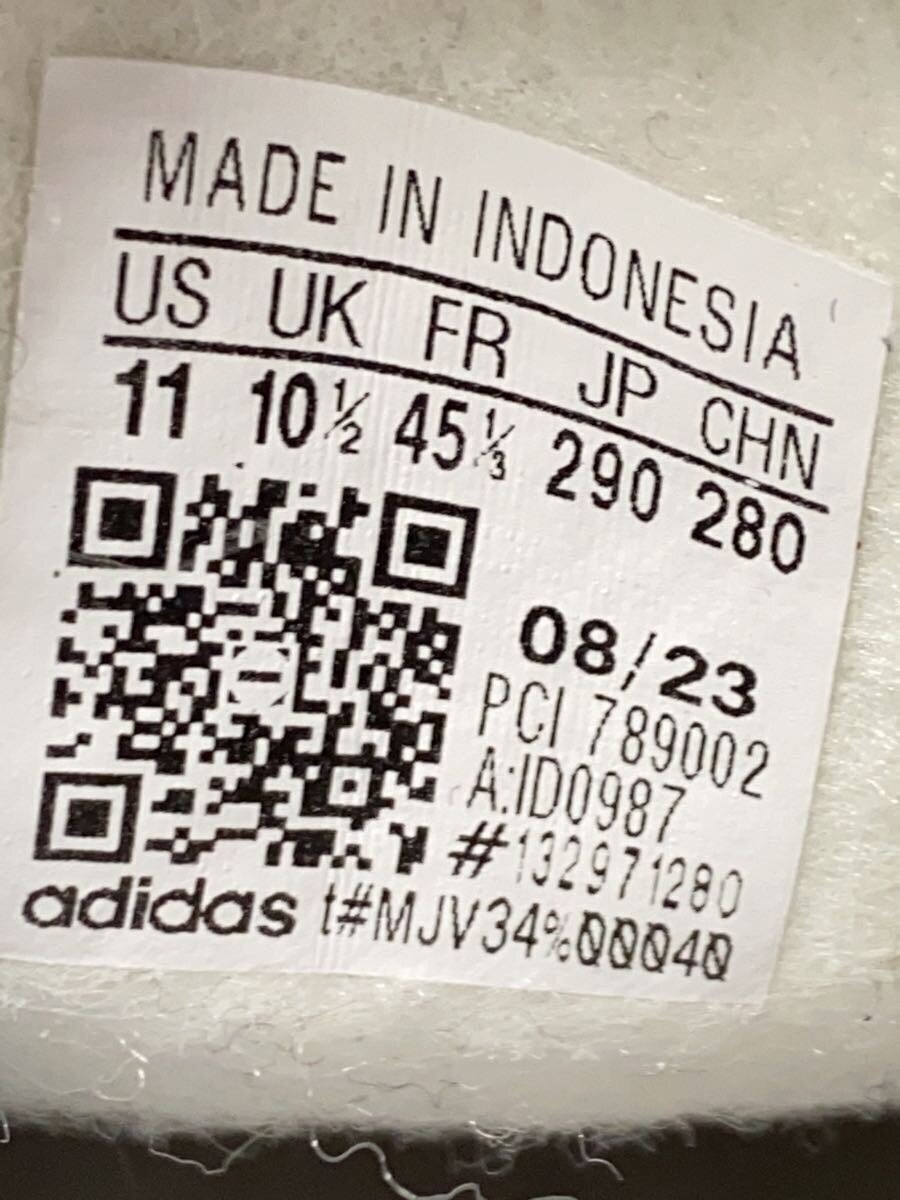 MADE IN INDONESIA
US UK FR JP CHN
11 10½ 45⅓ 290 280
08/23
PCI 789002
A:ID0987
#132971280
adidas t#MJV34%00040